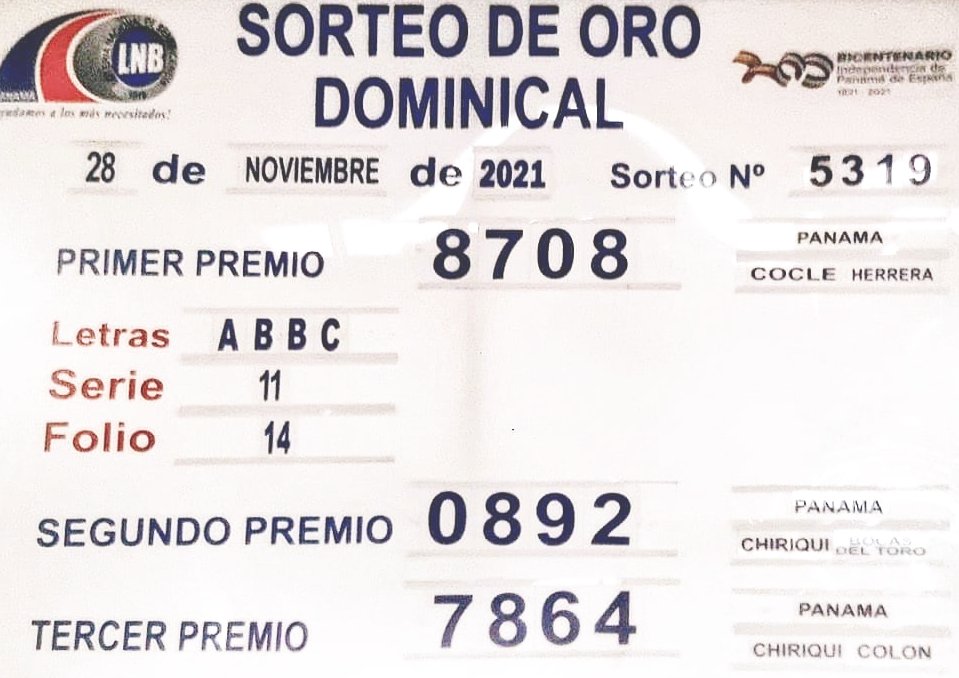 LNB
SORTEO DE ORO
DOMINICAL
BICENTENARIO
Independencia de
Panamá de España
1821 - 2021
PANAMA
yudamos a los más necesitados!
28 de NOVIEMBRE de 2021 Sorteo Nº 5319
PRIMER PREMIO 8708 PANAMA
COCLE HERRERA
Letras A B B C
Serie 11
Folio 14
SEGUNDO PREMIO 0892 PANAMA
CHIRIQUI BOCAS DEL TORO
TERCER PREMIO 7864 PANAMA
CHIRIQUI COLON